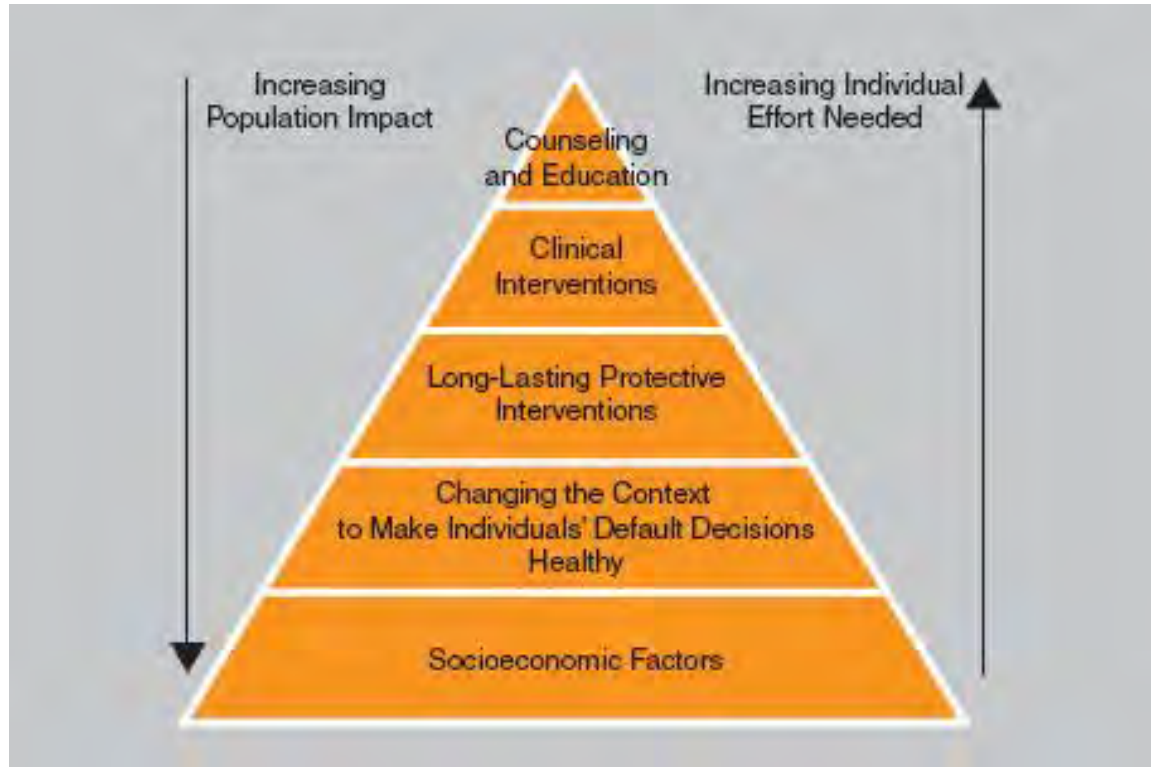 Increasing
Population Impact
Increasing Individual
Effort Needed
Counseling
and Education
Clinical
Interventions
Long-Lasting Protective
Interventions
Changing the Context
to Make Individuals' Default Decisions
Healthy
Socioeconomic Factors